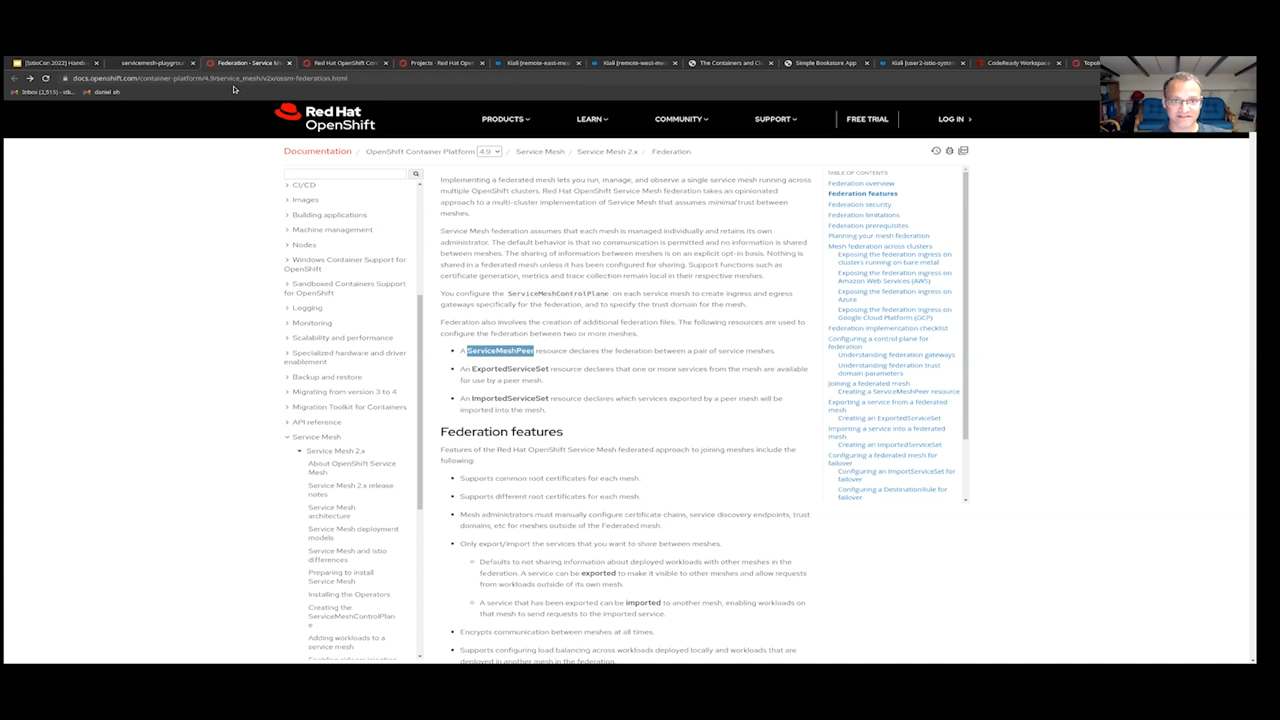 [IstioCon 2022] Hands-
servicemesh-playgroun
Federation - Service Me
Red Hat OpenShift Con
Projects · Red Hat Ope
Kiali [remote-east-mes
Kiali [remote-west-me
The Containers and Cl
Simple Bookstore App
Kiali [user2-istio-syste
CodeReady Workspace
Topol
docs.openshift.com/container-platform/4.9/service_mesh/v2x/ossm-federation.html
Inbox (2,513) - stk...
daniel oh
Red Hat
OpenShift
PRODUCTS
LEARN
COMMUNITY
SUPPORT
FREE TRIAL
LOG IN
Documentation
OpenShift Container Platform
4.9
Service Mesh
Service Mesh 2.x
Federation
CI/CD
Images
Building applications
Machine management
Nodes
Windows Container Support for
OpenShift
Sandboxed Containers Support
for OpenShift
Logging
Monitoring
Scalability and performance
Specialized hardware and driver
enablement
Backup and restore
Migrating from version 3 to 4
Migration Toolkit for Containers
API reference
Service Mesh
Service Mesh 2.x
About OpenShift Service
Mesh
Service Mesh 2.x release
notes
Service Mesh
architecture
Service Mesh deployment
models
Service Mesh and Istio
differences
Preparing to install
Service Mesh
Installing the Operators
Creating the
ServiceMeshControlPlan
e
Adding workloads to a
service mesh
Implementing a federated mesh lets you run, manage, and observe a single service mesh running across
multiple OpenShift clusters. Red Hat OpenShift Service Mesh federation takes an opinionated
approach to a multi-cluster implementation of Service Mesh that assumes minimal trust between
meshes.
Service Mesh federation assumes that each mesh is managed individually and retains its own
administrator. The default behavior is that no communication is permitted and no information is shared
between meshes. The sharing of information between meshes is on an explicit opt-in basis. Nothing is
shared in a federated mesh unless it has been configured for sharing. Support functions such as
certificate generation, metrics and trace collection remain local in their respective meshes.
You configure the ServiceMeshControlPlane on each service mesh to create ingress and egress
gateways specifically for the federation, and to specify the trust domain for the mesh.
Federation also involves the creation of additional federation files. The following resources are used to
configure the federation between two or more meshes.
A ServiceMeshPeer resource declares the federation between a pair of service meshes.
An ExportedServiceSet resource declares that one or more services from the mesh are available
for use by a peer mesh.
An ImportedServiceSet resource declares which services exported by a peer mesh will be
imported into the mesh.
Federation features
Features of the Red Hat OpenShift Service Mesh federated approach to joining meshes include the
following:
Supports common root certificates for each mesh.
Supports different root certificates for each mesh.
Mesh administrators must manually configure certificate chains, service discovery endpoints, trust
domains, etc for meshes outside of the Federated mesh.
Only export/import the services that you want to share between meshes.
Defaults to not sharing information about deployed workloads with other meshes in the
federation. A service can be exported to make it visible to other meshes and allow requests
from workloads outside of its own mesh.
A service that has been exported can be imported to another mesh, enabling workloads on
that mesh to send requests to the imported service.
Encrypts communication between meshes at all times.
Supports configuring load balancing across workloads deployed locally and workloads that are
deployed in another mesh in the federation.
TABLE OF CONTENTS
Federation overview
Federation features
Federation security
Federation limitations
Federation prerequisites
Planning your mesh federation
Mesh federation across clusters
Exposing the federation ingress on
clusters running on bare metal
Exposing the federation ingress on
Amazon Web Services (AWS)
Exposing the federation ingress on
Azure
Exposing the federation ingress on
Google Cloud Platform (GCP)
Federation implementation checklist
Configuring a control plane for
federation
Understanding federation gateways
Understanding federation trust
domain parameters
Joining a federated mesh
Creating a ServiceMeshPeer resource
Exporting a service from a federated
mesh
Creating an ExportedServiceSet
Importing a service into a federated
mesh
Creating an ImportedServiceSet
Configuring a federated mesh for
failover
Configuring an ImportServiceSet for
failover
Configuring a DestinationRule for
failover